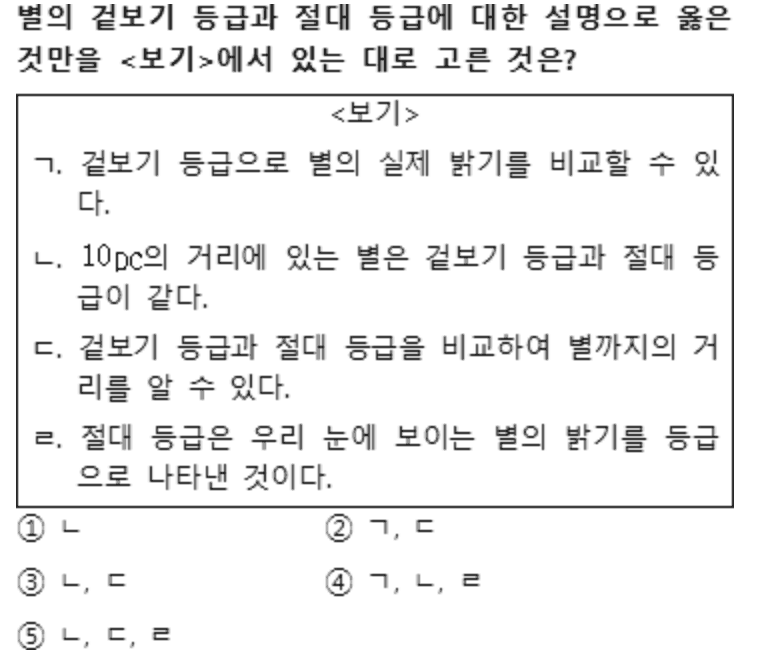 별의 겉보기 등급과 절대 등급에 대한 설명으로 옳은
것만을 <보기>에서 있는 대로 고른 것은?
<보기>
ㄱ. 겉보기 등급으로 별의 실제 밝기를 비교할 수 있
다.
ㄴ. 10pc의 거리에 있는 별은 겉보기 등급과 절대 등
급이 같다.
ㄷ. 겉보기 등급과 절대 등급을 비교하여 별까지의 거
리를 알 수 있다.
ㄹ. 절대 등급은 우리 눈에 보이는 별의 밝기를 등급
으로 나타낸 것이다.
① ㄴ ② ㄱ, ㄷ
③ ㄴ, ㄷ ④ ㄱ, ㄴ, ㄹ
⑤ ㄴ, ㄷ, ㄹ